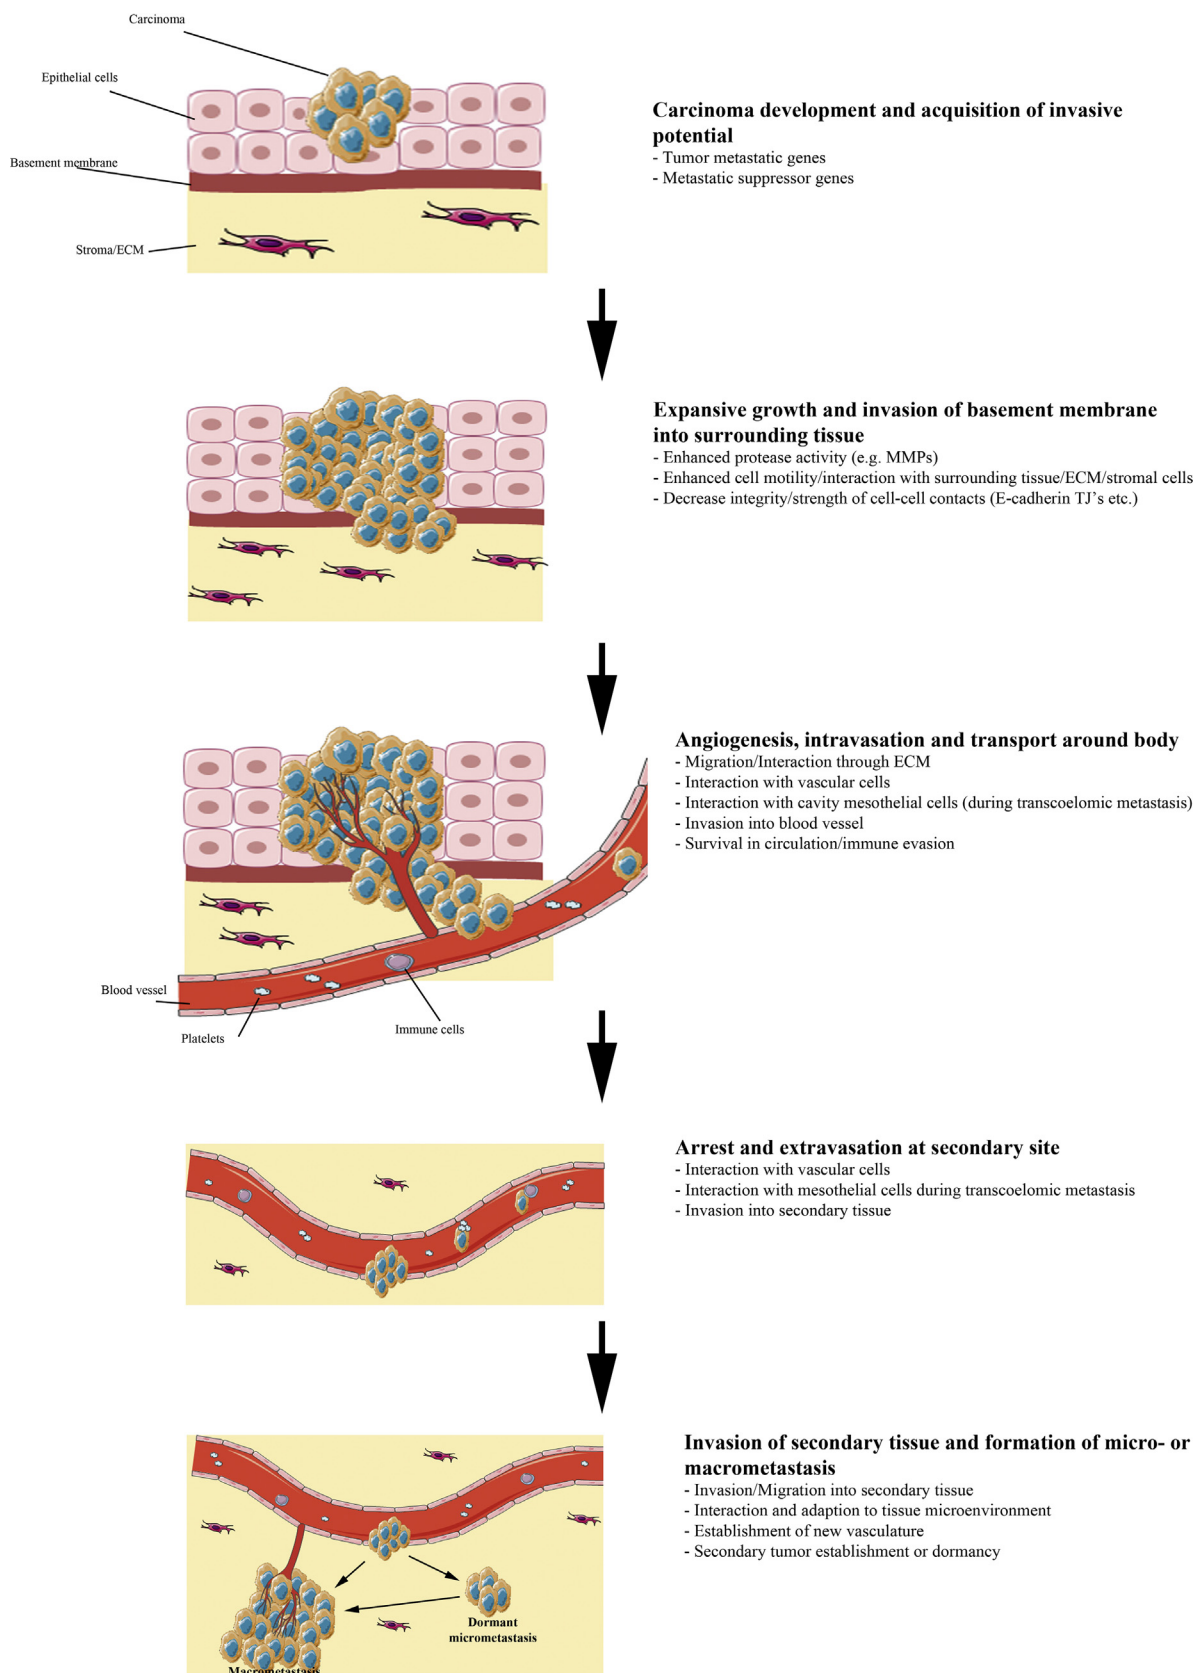 Carcinoma
Epithelial cells
Basement membrane
Stroma/ECM
Carcinoma development and acquisition of invasive
potential
- Tumor metastatic genes
- Metastatic suppressor genes
Expansive growth and invasion of basement membrane
into surrounding tissue
- Enhanced protease activity (e.g. MMPs)
- Enhanced cell motility/interaction with surrounding tissue/ECM/stromal cells
- Decrease integrity/strength of cell-cell contacts (E-cadherin TJ's etc.)
Angiogenesis, intravasation and transport around body
- Migration/Interaction through ECM
- Interaction with vascular cells
- Interaction with cavity mesothelial cells (during transcoelomic metastasis)
- Invasion into blood vessel
- Survival in circulation/immune evasion
Blood vessel
Platelets
Immune cells
Arrest and extravasation at secondary site
- Interaction with vascular cells
- Interaction with mesothelial cells during transcoelomic metastasis
- Invasion into secondary tissue
Invasion of secondary tissue and formation of micro- or
macrometastasis
- Invasion/Migration into secondary tissue
- Interaction and adaption to tissue microenvironment
- Establishment of new vasculature
- Secondary tumor establishment or dormancy
Dormant
micrometastasis
Macrometastasis